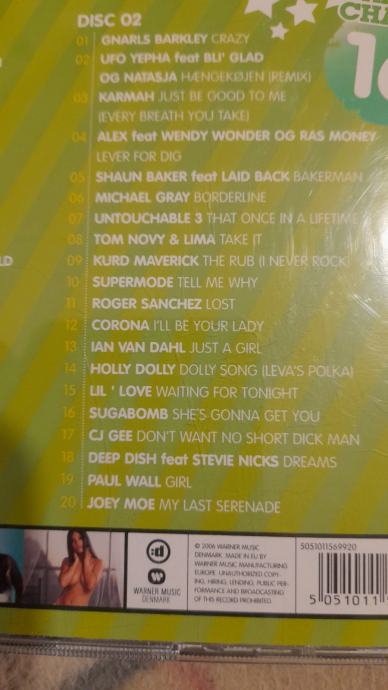 CHA
16
DISC 02
01 GNARLS BARKLEY CRAZY
02 UFO YEPHA feat BLI' GLAD
OG NATASJA HÆNGEKØJEN (REMIX)
03 KARMAH JUST BE GOOD TO ME
(EVERY BREATH YOU TAKE)
04 ALEX feat WENDY WONDER OG RAS MONEY
LEVER FOR DIG
05 SHAUN BAKER feat LAID BACK BAKERMAN
06 MICHAEL GRAY BORDERLINE
07 UNTOUCHABLE 3 THAT ONCE IN A LIFETIME
08 TOM NOVY & LIMA TAKE IT
LD
09 KURD MAVERICK THE RUB (I NEVER ROCK)
10 SUPERMODE TELL ME WHY
11 ROGER SANCHEZ LOST
12 CORONA I'LL BE YOUR LADY
13 IAN VAN DAHL JUST A GIRL
14 HOLLY DOLLY DOLLY SONG (LEVA'S POLKA)
15 LIL ' LOVE WAITING FOR TONIGHT
16 SUGABOMB SHE'S GONNA GET YOU
17 CJ GEE DON'T WANT NO SHORT DICK MAN
18 DEEP DISH feat STEVIE NICKS DREAMS
19 PAUL WALL GIRL
20 JOEY MOE MY LAST SERENADE
:d
WARNER MUSIC
DENMARK
© 2006 WARNER MUSIC
DENMARK. MADE IN EU BY
WARNER MUSIC MANUFACTURING
EUROPE. UNAUTHORIZED COPY-
ING, HIRING, LENDING, PUBLIC PER-
FORMANCE AND BROADCASTING
OF THIS RECORD PROHIBITED.
5051011569920
5 051011